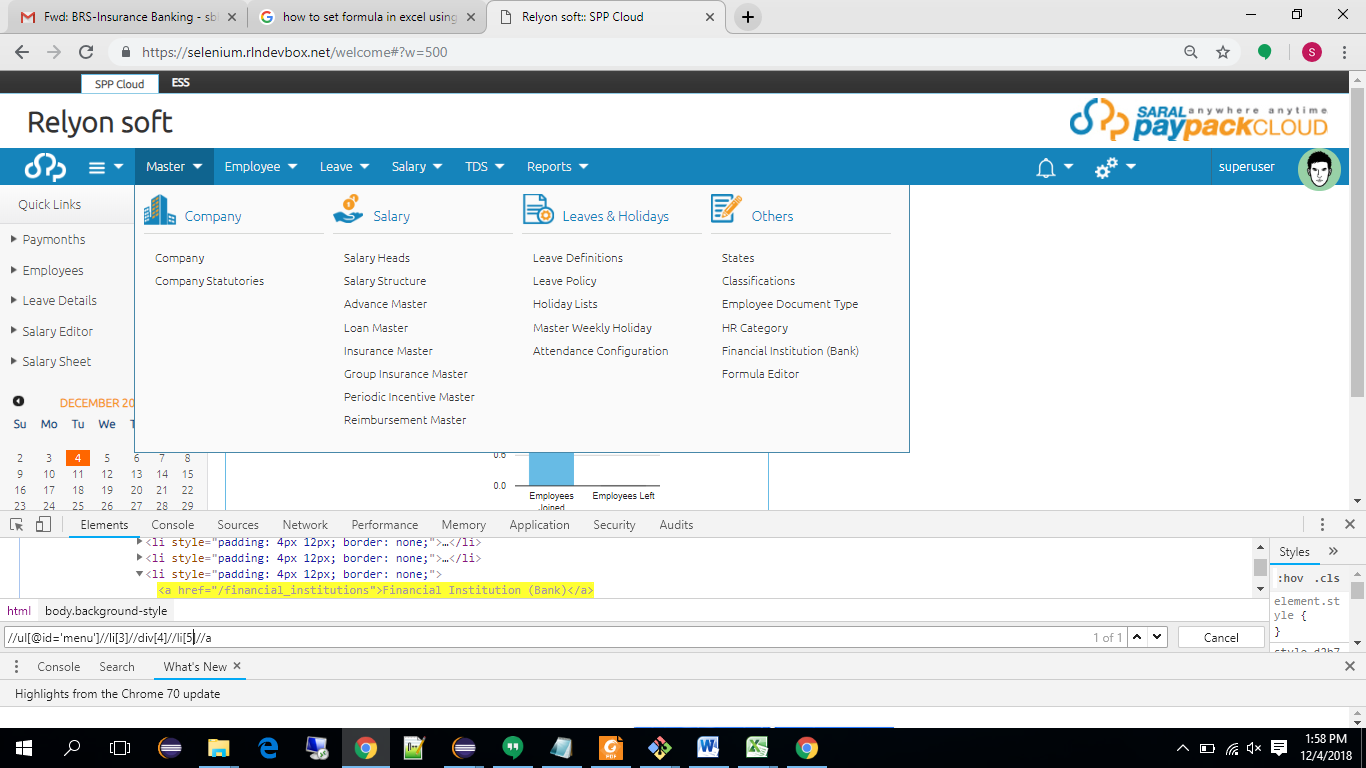 Fwd: BRS-Insurance Banking - sbi
how to set formula in excel using
Relyon soft:: SPP Cloud
https://selenium.rlndevbox.net/welcome#?w=500
S
SPP Cloud ESS
Relyon soft
SARAL anywhere anytime
paypackCLOUD
Master Employee Leave Salary TDS Reports superuser
Quick Links
Paymonths
Employees
Leave Details
Salary Editor
Salary Sheet
Company
Company
Company Statutories
Salary
Salary Heads
Salary Structure
Advance Master
Loan Master
Insurance Master
Group Insurance Master
Periodic Incentive Master
Reimbursement Master
Leaves & Holidays
Leave Definitions
Leave Policy
Holiday Lists
Master Weekly Holiday
Attendance Configuration
Others
States
Classifications
Employee Document Type
HR Category
Financial Institution (Bank)
Formula Editor
DECEMBER 20
Su Mo Tu We T
2 3 4 5 6 7 8
9 10 11 12 13 14 15
16 17 18 19 20 21 22
23 24 25 26 27 28 29
0.6
0.0
Employees Joined
Employees Left
Elements Console Sources Network Performance Memory Application Security Audits
<li style="padding: 4px 12px; border: none;">…</li>
<li style="padding: 4px 12px; border: none;">…</li>
<li style="padding: 4px 12px; border: none;">
<a href="/financial_institutions">Financial Institution (Bank)</a>
html body.background-style
//ul[@id='menu']//li[3]//div[4]//li[5]//a
1 of 1
Cancel
Styles »
:hov .cls
element.st
yle {
}
Console Search What's New
Highlights from the Chrome 70 update
1:58 PM
12/4/2018